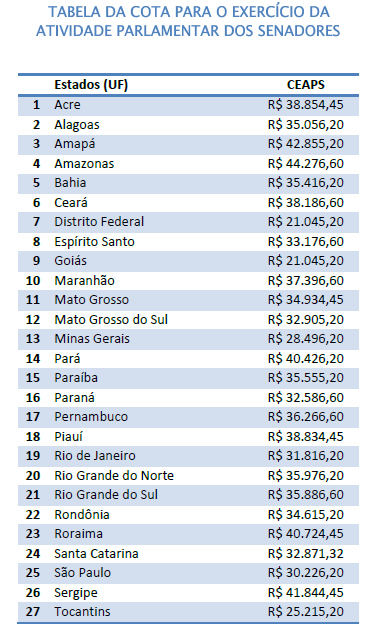 TABELA DA COTA PARA O EXERCÍCIO DA
ATIVIDADE PARLAMENTAR DOS SENADORES
Estados (UF) CEAPS
1 Acre R$ 38.854,45
2 Alagoas R$ 35.056,20
3 Amapá R$ 42.855,20
4 Amazonas R$ 44.276,60
5 Bahia R$ 35.416,20
6 Ceará R$ 38.186,60
7 Distrito Federal R$ 21.045,20
8 Espírito Santo R$ 33.176,60
9 Goiás R$ 21.045,20
10 Maranhão R$ 37.396,60
11 Mato Grosso R$ 34.934,45
12 Mato Grosso do Sul R$ 32.905,20
13 Minas Gerais R$ 28.496,20
14 Pará R$ 40.426,20
15 Paraíba R$ 35.555,20
16 Paraná R$ 32.586,60
17 Pernambuco R$ 36.266,60
18 Piauí R$ 38.834,45
19 Rio de Janeiro R$ 31.816,20
20 Rio Grande do Norte R$ 35.976,20
21 Rio Grande do Sul R$ 35.886,60
22 Rondônia R$ 34.615,20
23 Roraima R$ 40.724,45
24 Santa Catarina R$ 32.871,32
25 São Paulo R$ 30.226,20
26 Sergipe R$ 41.844,45
27 Tocantins R$ 25.215,20